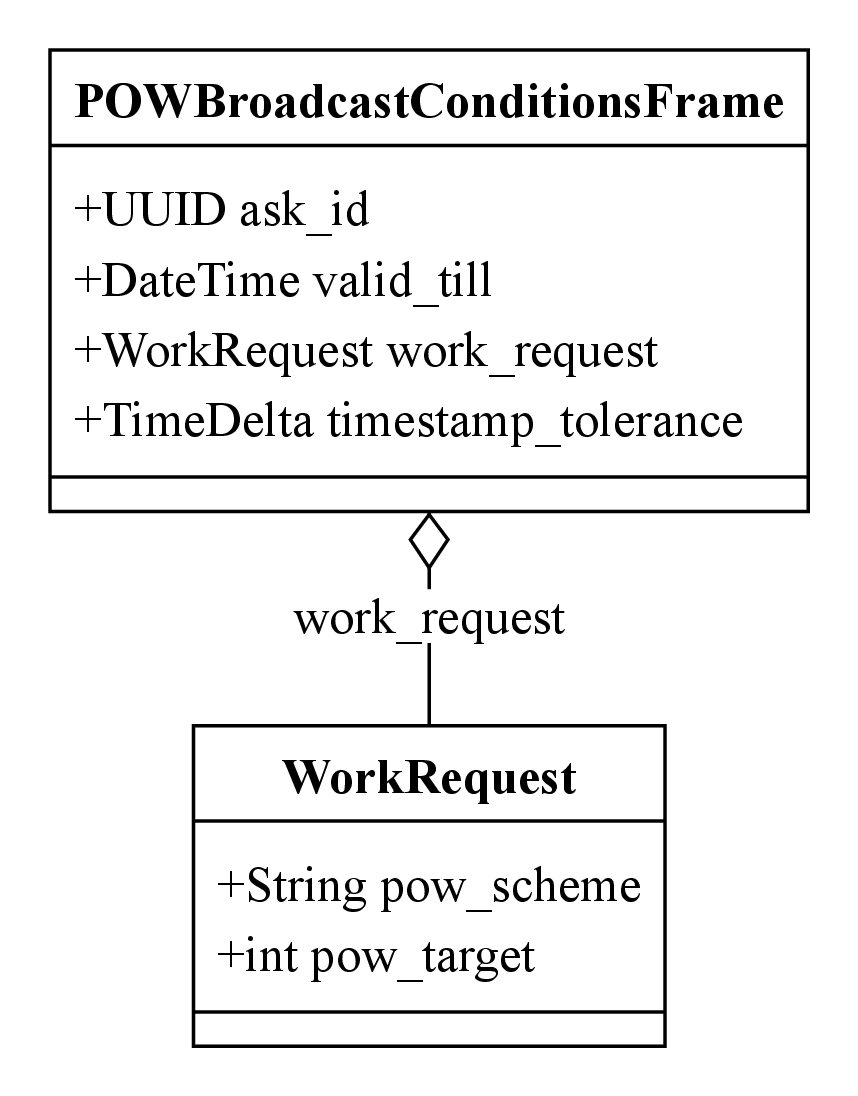 POWBroadcastConditionsFrame
+UUID ask_id
+DateTime valid_till
+WorkRequest work_request
+TimeDelta timestamp_tolerance
work_request
WorkRequest
+String pow_scheme
+int pow_target